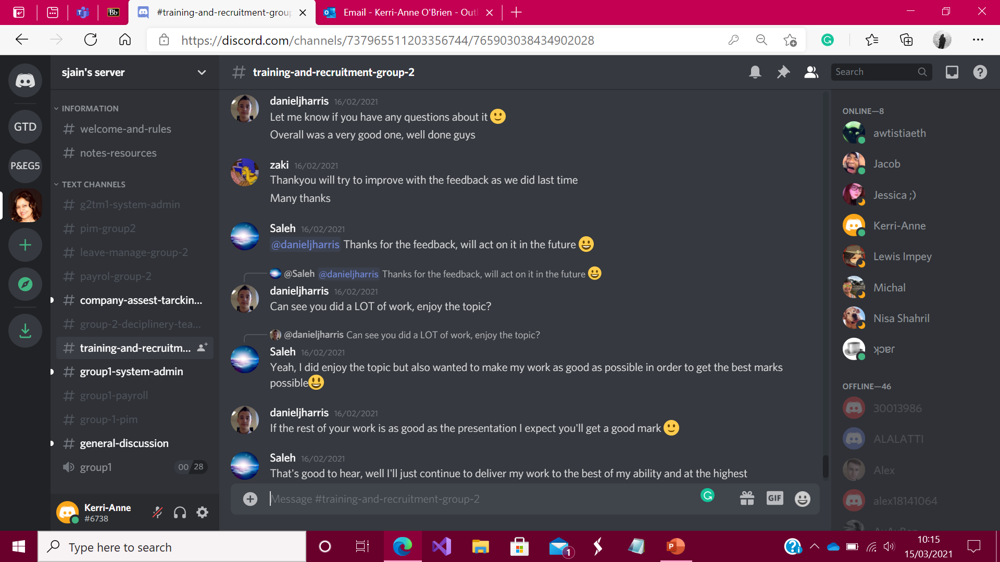 #training-and-recruitment-group
Email - Kerri-Anne O'Brien - Outl
https://discord.com/channels/737965511203356744/765903038434902028
sjain's server
training-and-recruitment-group-2
Search
INFORMATION
welcome-and-rules
notes-resources
TEXT CHANNELS
g2tm1-system-admin
pim-group2
leave-manage-group-2
payrol-group-2
company-assest-tarckin...
group-2-deciplinery-tea...
training-and-recruitm...
group1-system-admin
group1-payroll
group-1-pim
general-discussion
group1
00 28
GTD
P&EG5
Kerri-Anne
#6738
danieljharris 16/02/2021
Let me know if you have any questions about it
Overall was a very good one, well done guys
zaki 16/02/2021
Thankyou will try to improve with the feedback as we did last time
Many thanks
Saleh 16/02/2021
@danieljharris Thanks for the feedback, will act on it in the future
@Saleh @danieljharris Thanks for the feedback, will act on it in the future
danieljharris 16/02/2021
Can see you did a LOT of work, enjoy the topic?
@danieljharris Can see you did a LOT of work, enjoy the topic?
Saleh 16/02/2021
Yeah, I did enjoy the topic but also wanted to make my work as good as possible in order to get the best marks
possible
danieljharris 16/02/2021
If the rest of your work is as good as the presentation I expect you'll get a good mark
Saleh 16/02/2021
That's good to hear, well I'll just continue to deliver my work to the best of my ability and at the highest
Message #training-and-recruitment-group-2
GIF
ONLINE—8
awtistiaeth
Jacob
Jessica ;)
Kerri-Anne
Lewis Impey
Michal
Nisa Shahril
OFFLINE—46
30013986
ALALATTI
Alex
alex18141064
Type here to search
1
10:15
15/03/2021